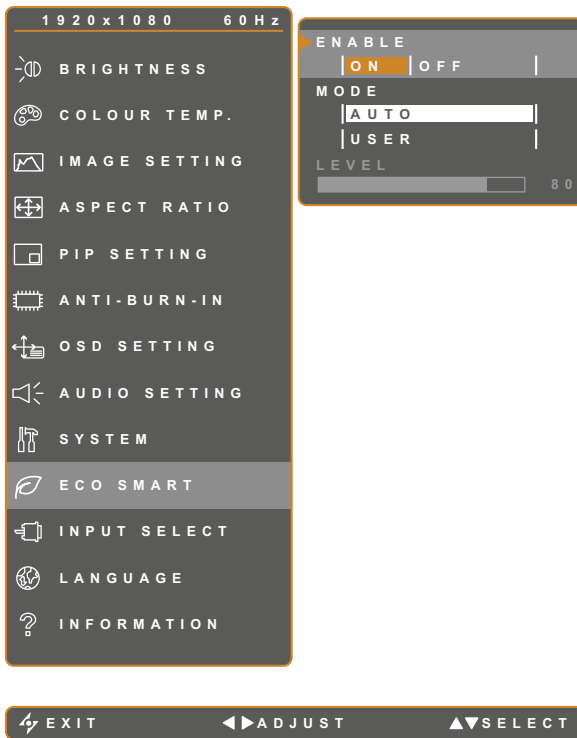 1920x1080 60Hz
BRIGHTNESS
COLOUR TEMP.
IMAGE SETTING
ASPECT RATIO
PIP SETTING
ANTI-BURN-IN
OSD SETTING
AUDIO SETTING
SYSTEM
ECO SMART
INPUT SELECT
LANGUAGE
INFORMATION
ENABLE
ON OFF
MODE
AUTO
USER
LEVEL
80
EXIT ADJUST SELECT